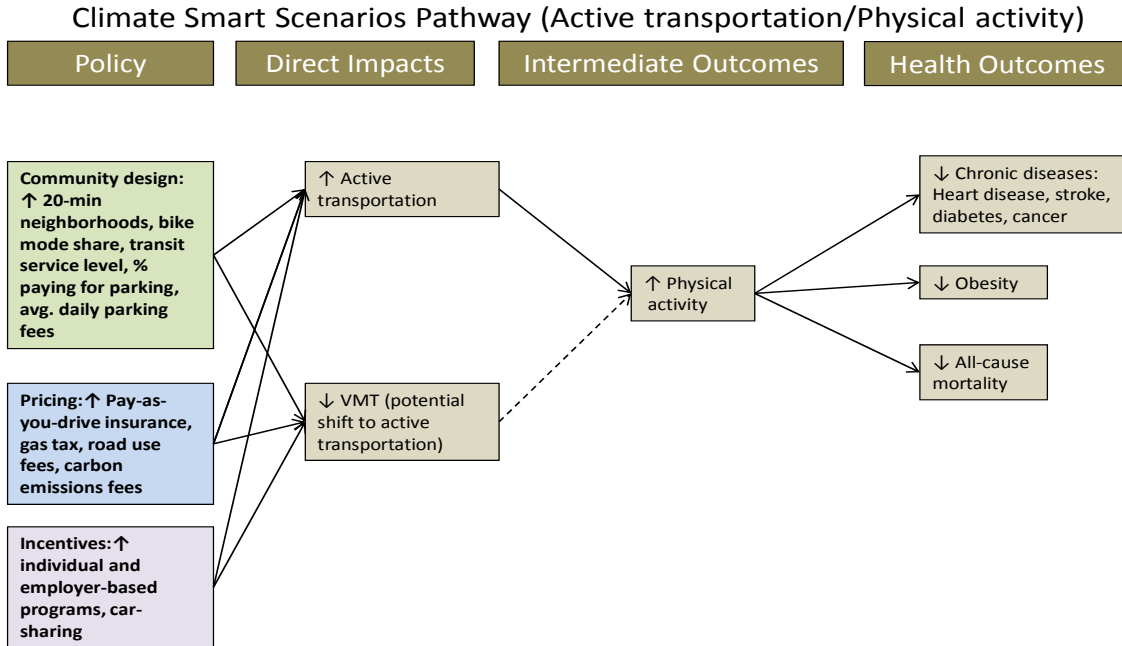 Climate Smart Scenarios Pathway (Active transportation/Physical activity)
Policy
Direct Impacts
Intermediate Outcomes
Health Outcomes
Community design:
↑ 20-min
neighborhoods, bike
mode share, transit
service level, %
paying for parking,
avg. daily parking
fees
Pricing:↑ Pay-as-
you-drive insurance,
gas tax, road use
fees, carbon
emissions fees
Incentives:↑
individual and
employer-based
programs, car-
sharing
↑ Active
transportation
↓ VMT (potential
shift to active
transportation)
↑ Physical
activity
↓ Chronic diseases:
Heart disease, stroke,
diabetes, cancer
↓ Obesity
↓ All-cause
mortality